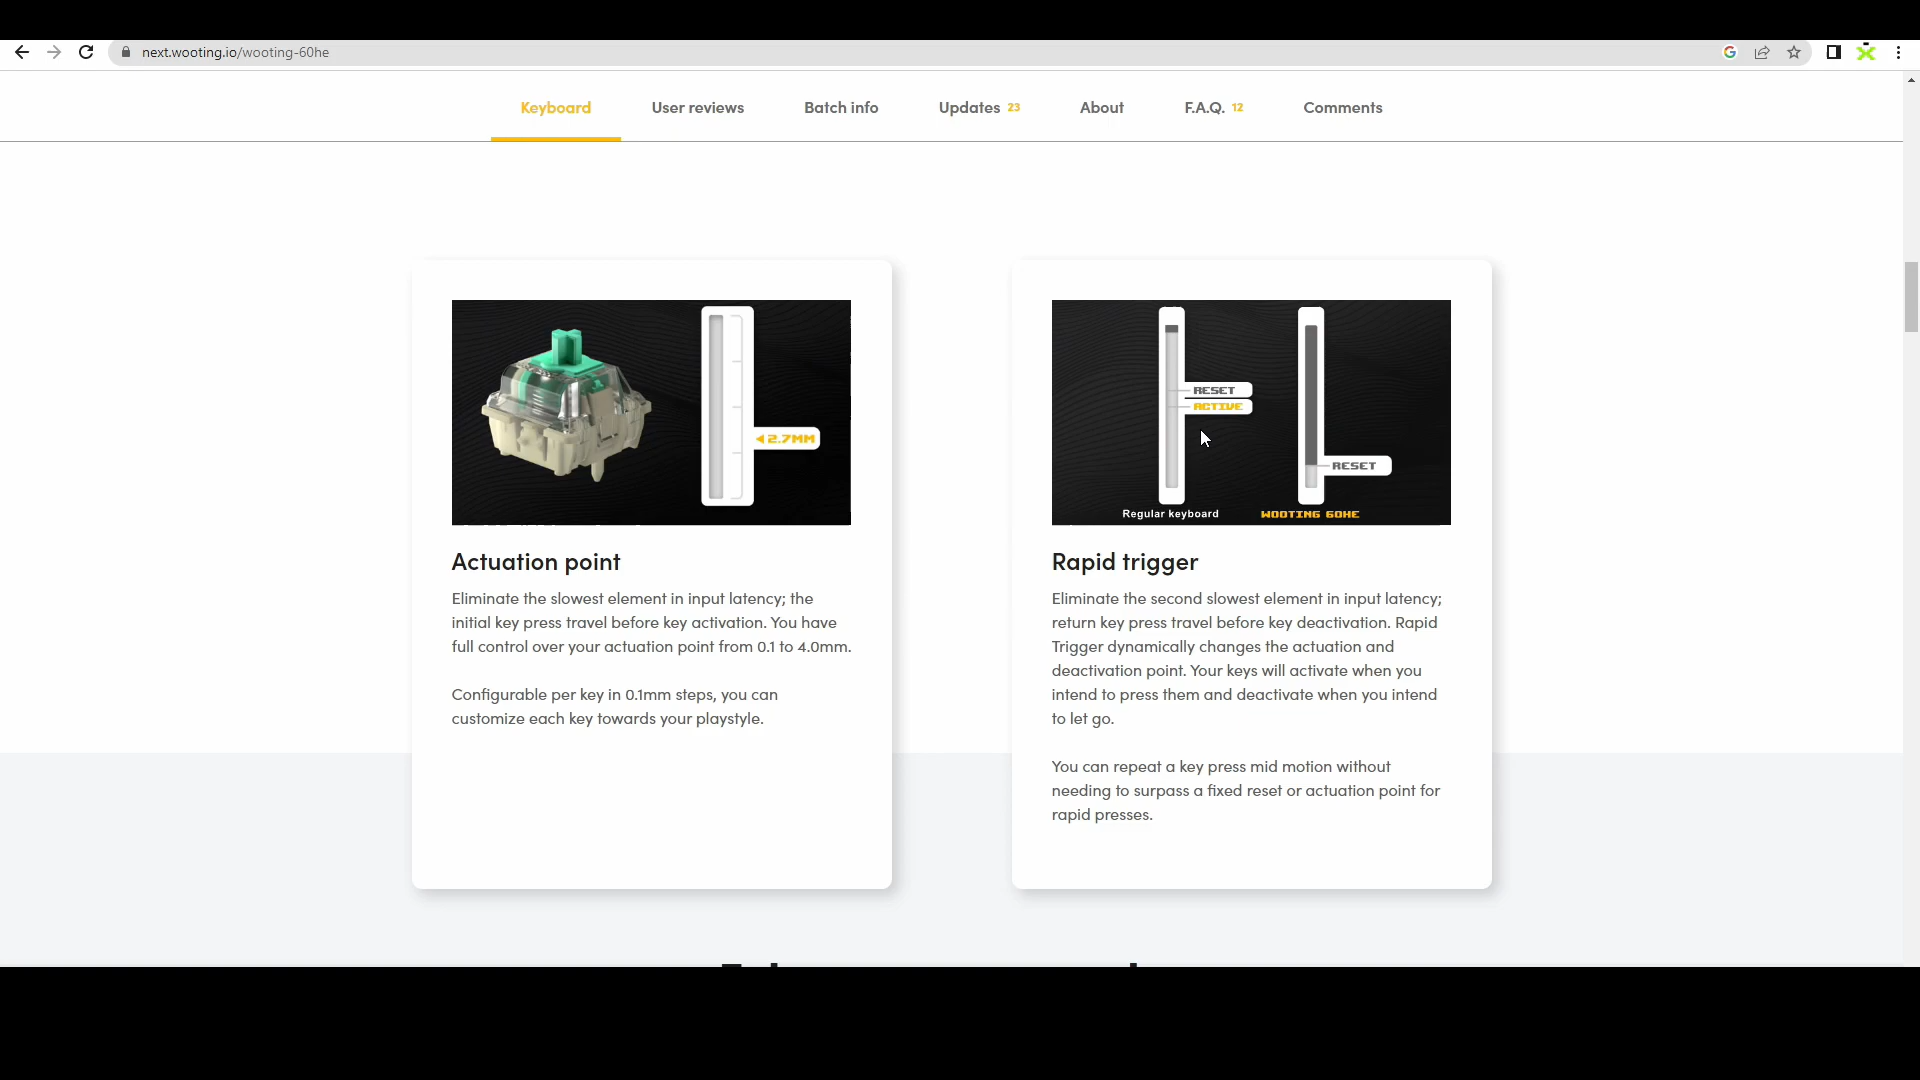 next.wooting.io/wooting-60he
Keyboard User reviews Batch info Updates 23 About F.A.Q. 12 Comments
2.7MM
RESET
ACTIVE
RESET
Regular keyboard WOOTING 60HE
Actuation point
Eliminate the slowest element in input latency; the
initial key press travel before key activation. You have
full control over your actuation point from 0.1 to 4.0mm.
Configurable per key in 0.1mm steps, you can
customize each key towards your playstyle.
Rapid trigger
Eliminate the second slowest element in input latency;
return key press travel before key deactivation. Rapid
Trigger dynamically changes the actuation and
deactivation point. Your keys will activate when you
intend to press them and deactivate when you intend
to let go.
You can repeat a key press mid motion without
needing to surpass a fixed reset or actuation point for
rapid presses.